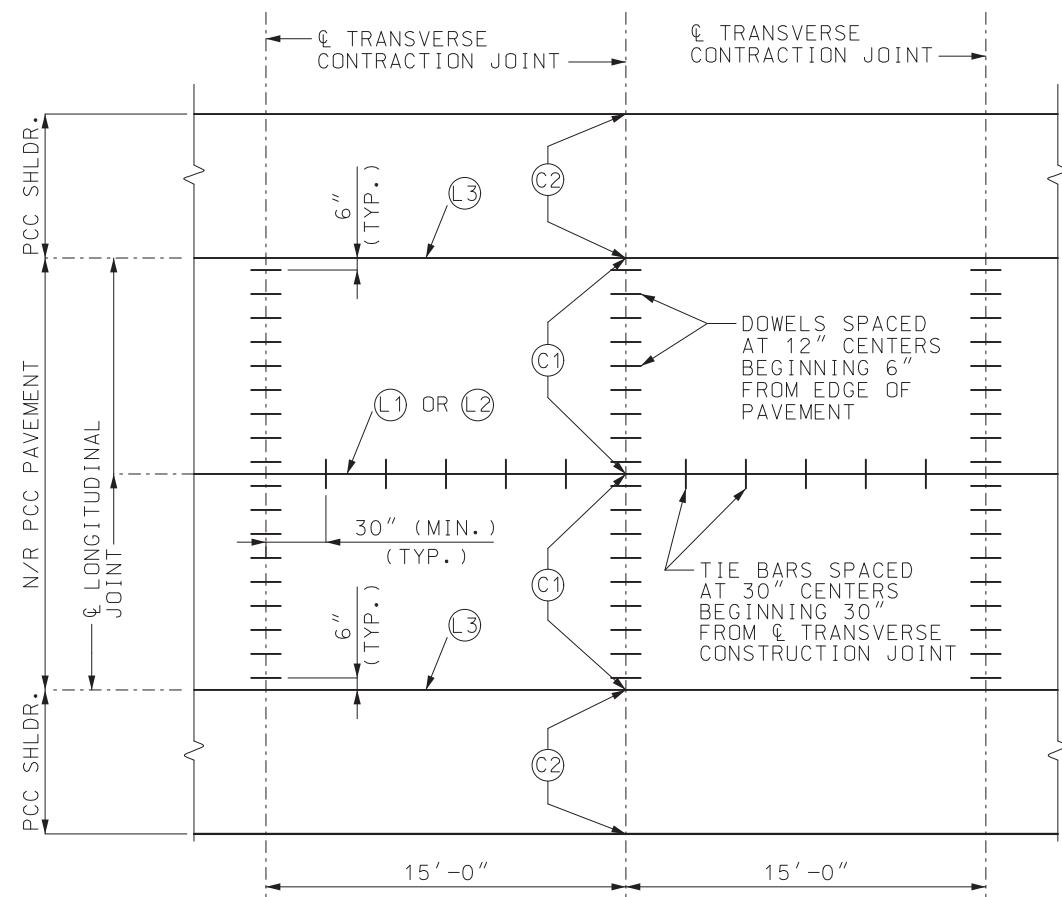 ℄ TRANSVERSE
CONTRACTION JOINT
℄ TRANSVERSE
CONTRACTION JOINT
PCC SHLDR.
6"
(TYP.)
L3
C2
N/R PCC PAVEMENT
℄ LONGITUDINAL
JOINT
C1
DOWELS SPACED
AT 12" CENTERS
BEGINNING 6"
FROM EDGE OF
PAVEMENT
L1 OR L2
30" (MIN.)
(TYP.)
C1
TIE BARS SPACED
AT 30" CENTERS
BEGINNING 30"
FROM ℄ TRANSVERSE
CONSTRUCTION JOINT
6"
(TYP.)
L3
PCC SHLDR.
C2
15'-0"
15'-0"